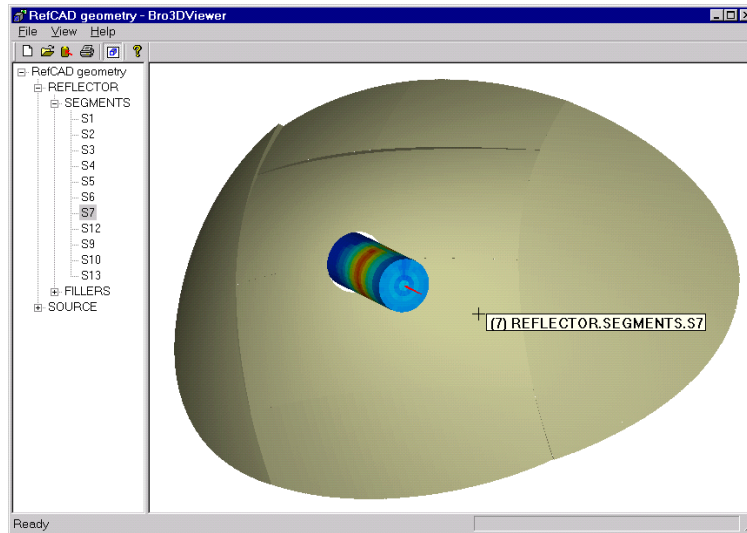 RefCAD geometry - Bro3DViewer
File View Help
RefCAD geometry
REFLECTOR
SEGMENTS
S1
S2
S3
S4
S5
S6
S7
S12
S9
S10
S13
FILLERS
SOURCE
(7) REFLECTOR.SEGMENTS.S7
Ready